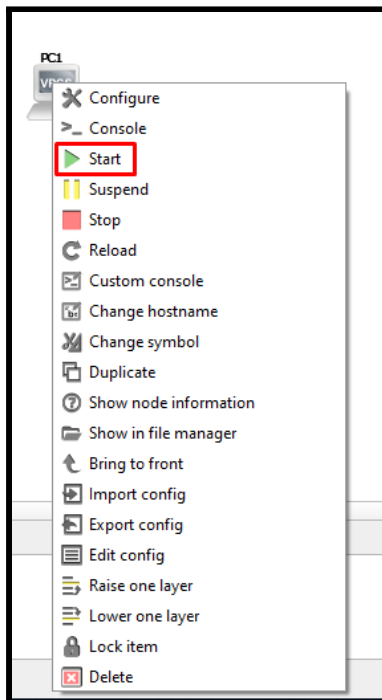 PC1
VPCS
Configure
Console
Start
Suspend
Stop
Reload
Custom console
Change hostname
Change symbol
Duplicate
Show node information
Show in file manager
Bring to front
Import config
Export config
Edit config
Raise one layer
Lower one layer
Lock item
Delete